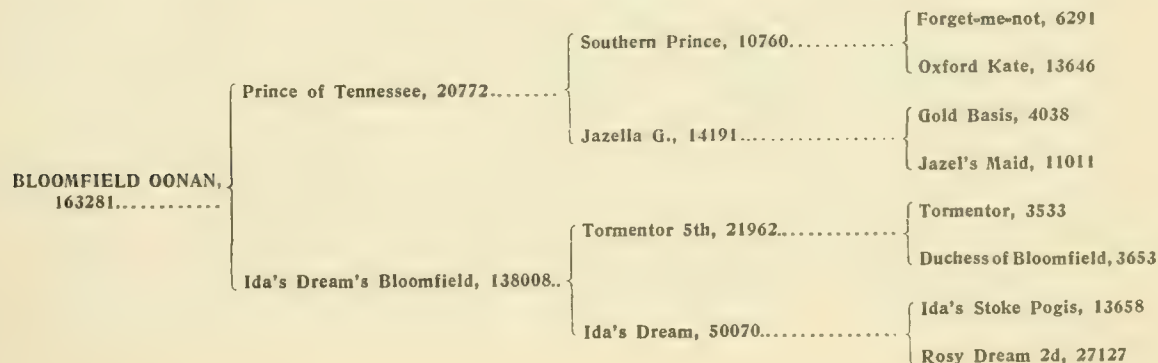 Forget-me-not, 6291
Southern Prince, 10760............
Oxford Kate, 13646
Prince of Tennessee, 20772........
Gold Basis, 4038
Jazella G., 14191.................
Jazel's Maid, 11011
BLOOMFIELD OONAN,
163281............
Tormentor, 3533
Tormentor 5th, 21962..............
Duchess of Bloomfield, 3653
Ida's Dream's Bloomfield, 138008..
Ida's Stoke Pogis, 13658
Ida's Dream, 50070................
Rosy Dream 2d, 27127